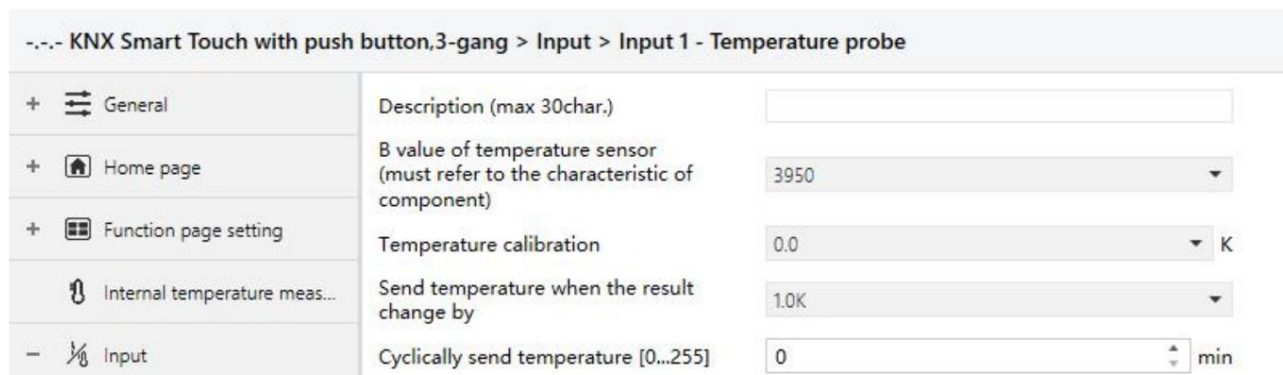 -.-.- KNX Smart Touch with push button,3-gang > Input > Input 1 - Temperature probe
+ General
+ Home page
+ Function page setting
Internal temperature meas...
- Input
Description (max 30char.)
B value of temperature sensor
(must refer to the characteristic of
component)
3950
Temperature calibration
0.0
K
Send temperature when the result
change by
1.0K
Cyclically send temperature [0...255]
0
min